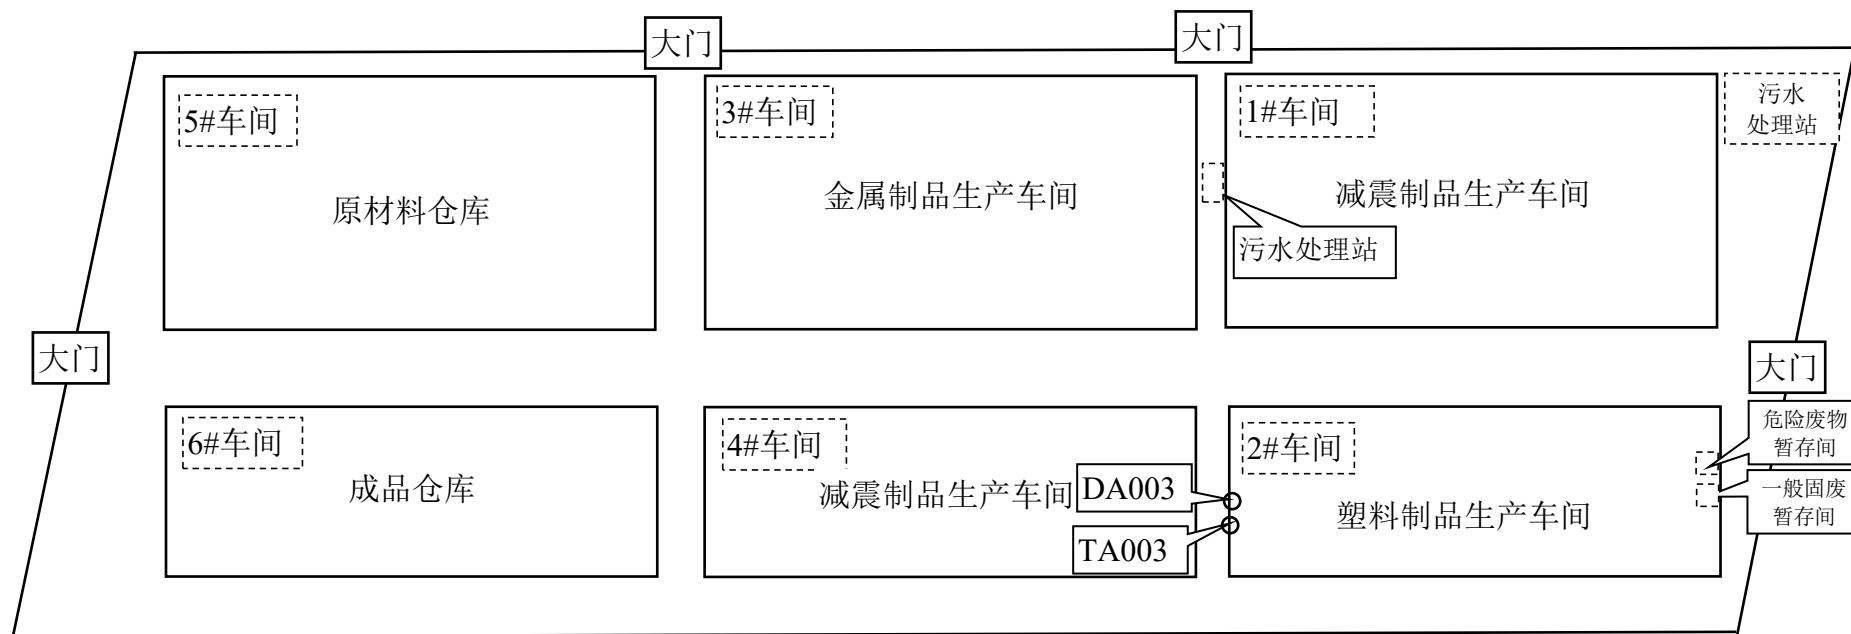 大门
大门
5#车间
3#车间
1#车间
污水
处理站
原材料仓库
金属制品生产车间
减震制品生产车间
污水处理站
大门
大门
6#车间
4#车间
2#车间
危险废物
暂存间
成品仓库
减震制品生产车间
DA003
塑料制品生产车间
一般固废
暂存间
TA003